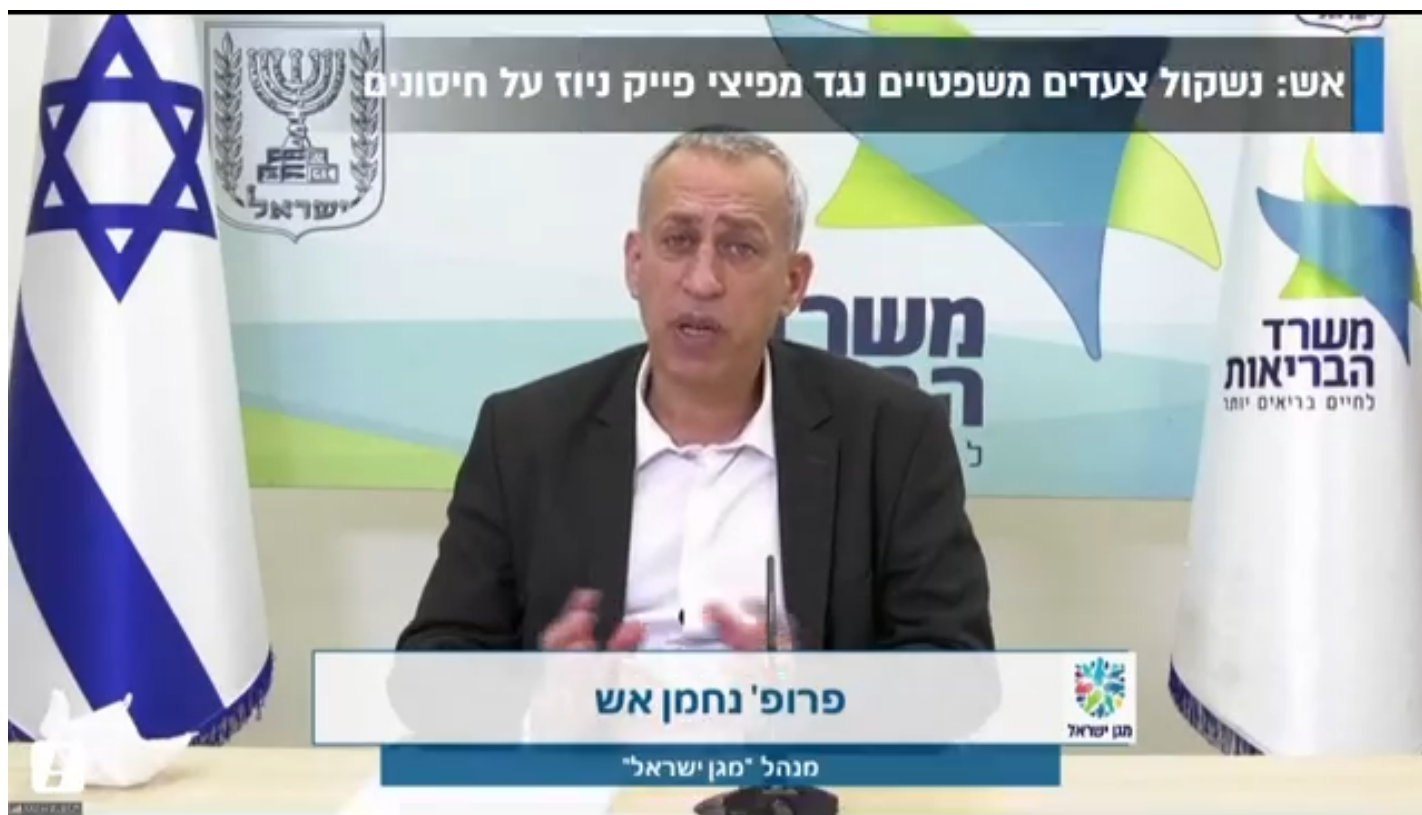 אש: נשקול צעדים משפטיים נגד מפיצי פייק ניוז על חיסונים
ישראל
משרד
הבריאות
לחיים בריאים יותר
פרופ' נחמן אש
מגן ישראל
מנהל "מגן ישראל"